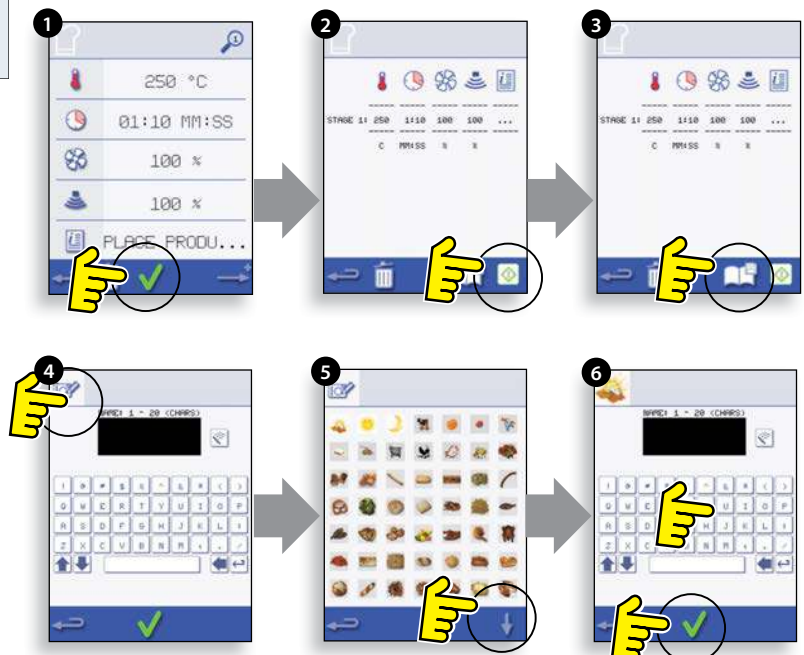 1
1
250 °C
01:10 MM:SS
100 %
100 %
PLACE PRODU...
2
STAGE 1: 250 1:10 100 100 ...
C MM:SS % %
3
STAGE 1: 250 1:10 100 100 ...
C MM:SS % %
4
NAME: 1 - 20 (CHARS)
! @ # $ % ^ & * ( )
Q W E R T Y U I O P
A S D F G H J K L :
Z X C V B N M , . /
5
6
NAME: 1 - 20 (CHARS)
! @ # ^ & * ( )
Q W E U I O P
A S D H J K L :
Z X C N M , . /